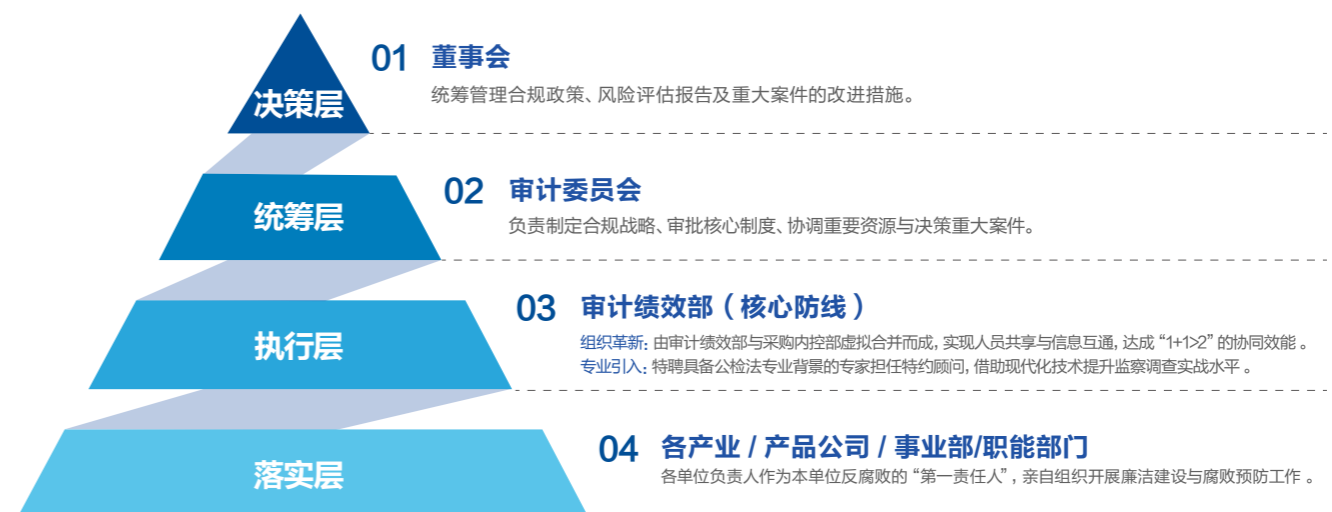 决策层
01 董事会
统筹管理合规政策、风险评估报告及重大案件的改进措施。
统筹层
02 审计委员会
负责制定合规战略、审批核心制度、协调重要资源与决策重大案件。
执行层
03 审计绩效部（核心防线）
组织革新: 由审计绩效部与采购内控部虚拟合并而成, 实现人员共享与信息互通, 达成“1+1>2”的协同效能。
专业引入: 特聘具备公检法专业背景的专家担任特约顾问, 借助现代化技术提升监察调查实战水平。
落实层
04 各产业 / 产品公司 / 事业部/职能部门
各单位负责人作为本单位反腐败的“第一责任人”, 亲自组织开展廉洁建设与腐败预防工作。